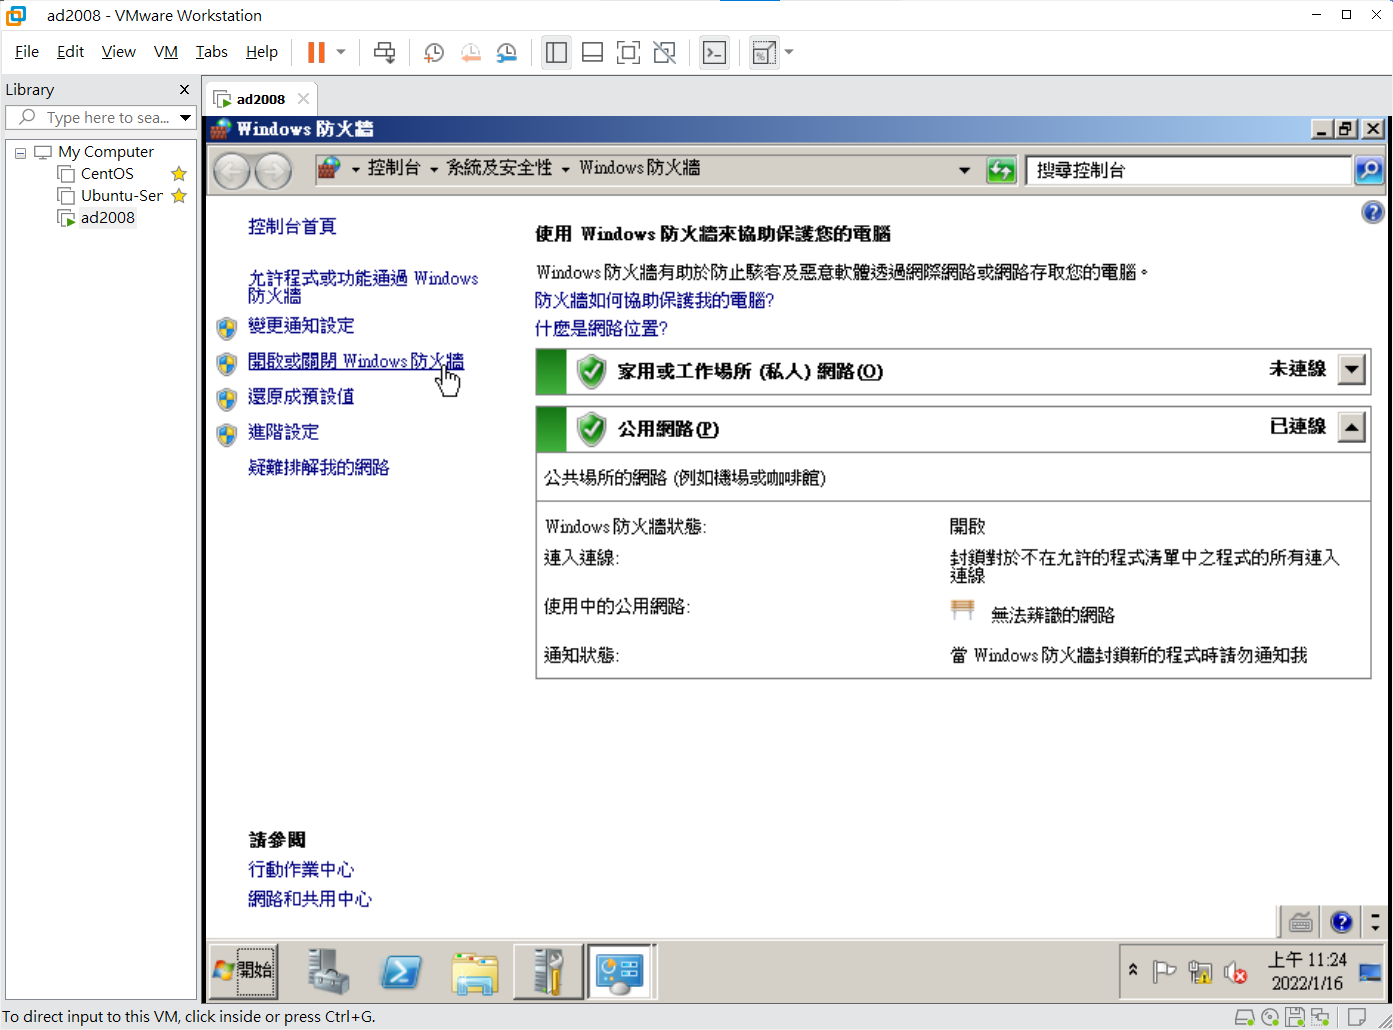 ad2008 - VMware Workstation
File Edit View VM Tabs Help
Library
Type here to sea...
My Computer
CentOS
Ubuntu-Ser
ad2008
ad2008
Windows 防火牆
控制台 系統及安全性 Windows 防火牆
搜尋控制台
控制台首頁
允許程式或功能通過 Windows
防火牆
變更通知設定
開啟或關閉 Windows 防火牆
還原成預設值
進階設定
疑難排解我的網路
請參閱
行動作業中心
網路和共用中心
使用 Windows 防火牆來協助保護您的電腦
Windows 防火牆有助於防止駭客及惡意軟體透過網際網路或網路存取您的電腦。
防火牆如何協助保護我的電腦?
什麼是網路位置?
家用或工作場所 (私人) 網路(O) 未連線
公用網路(P) 已連線
公共場所的網路 (例如機場或咖啡館)
Windows 防火牆狀態: 開啟
連入連線: 封鎖對於不在允許的程式清單中之程式的所有連入
連線
使用中的公用網路: 無法辨識的網路
通知狀態: 當 Windows 防火牆封鎖新的程式時請勿通知我
開始
上午 11:24
2022/1/16
To direct input to this VM, click inside or press Ctrl+G.